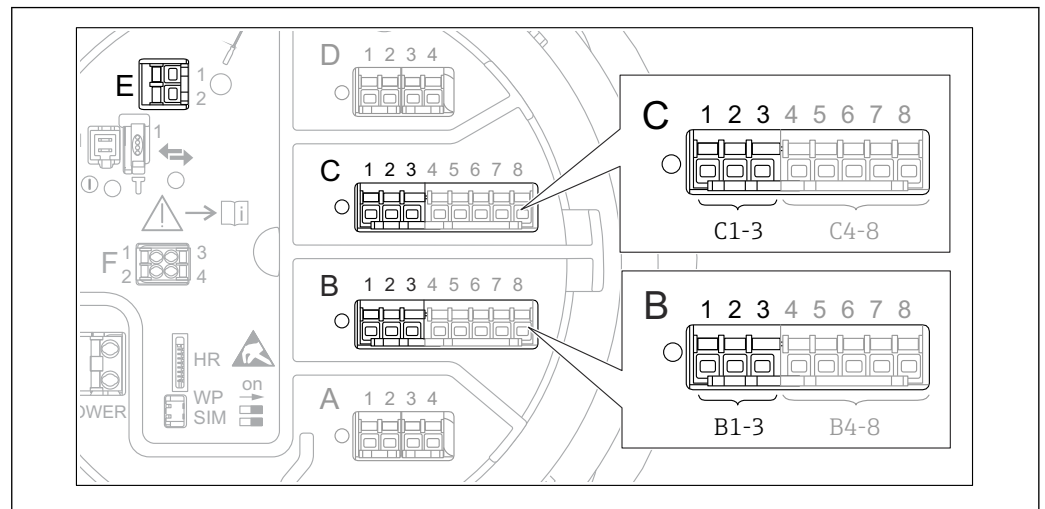 D 1 2 3 4
E 1
2
C 1 2 3 4 5 6 7 8
1
C 1 2 3 4 5 6 7 8
C1-3 C4-8
i
F 1 3
2 4
B 1 2 3 4 5 6 7 8
B 1 2 3 4 5 6 7 8
B1-3 B4-8
HR
WP on
SIM
A 1 2 3 4